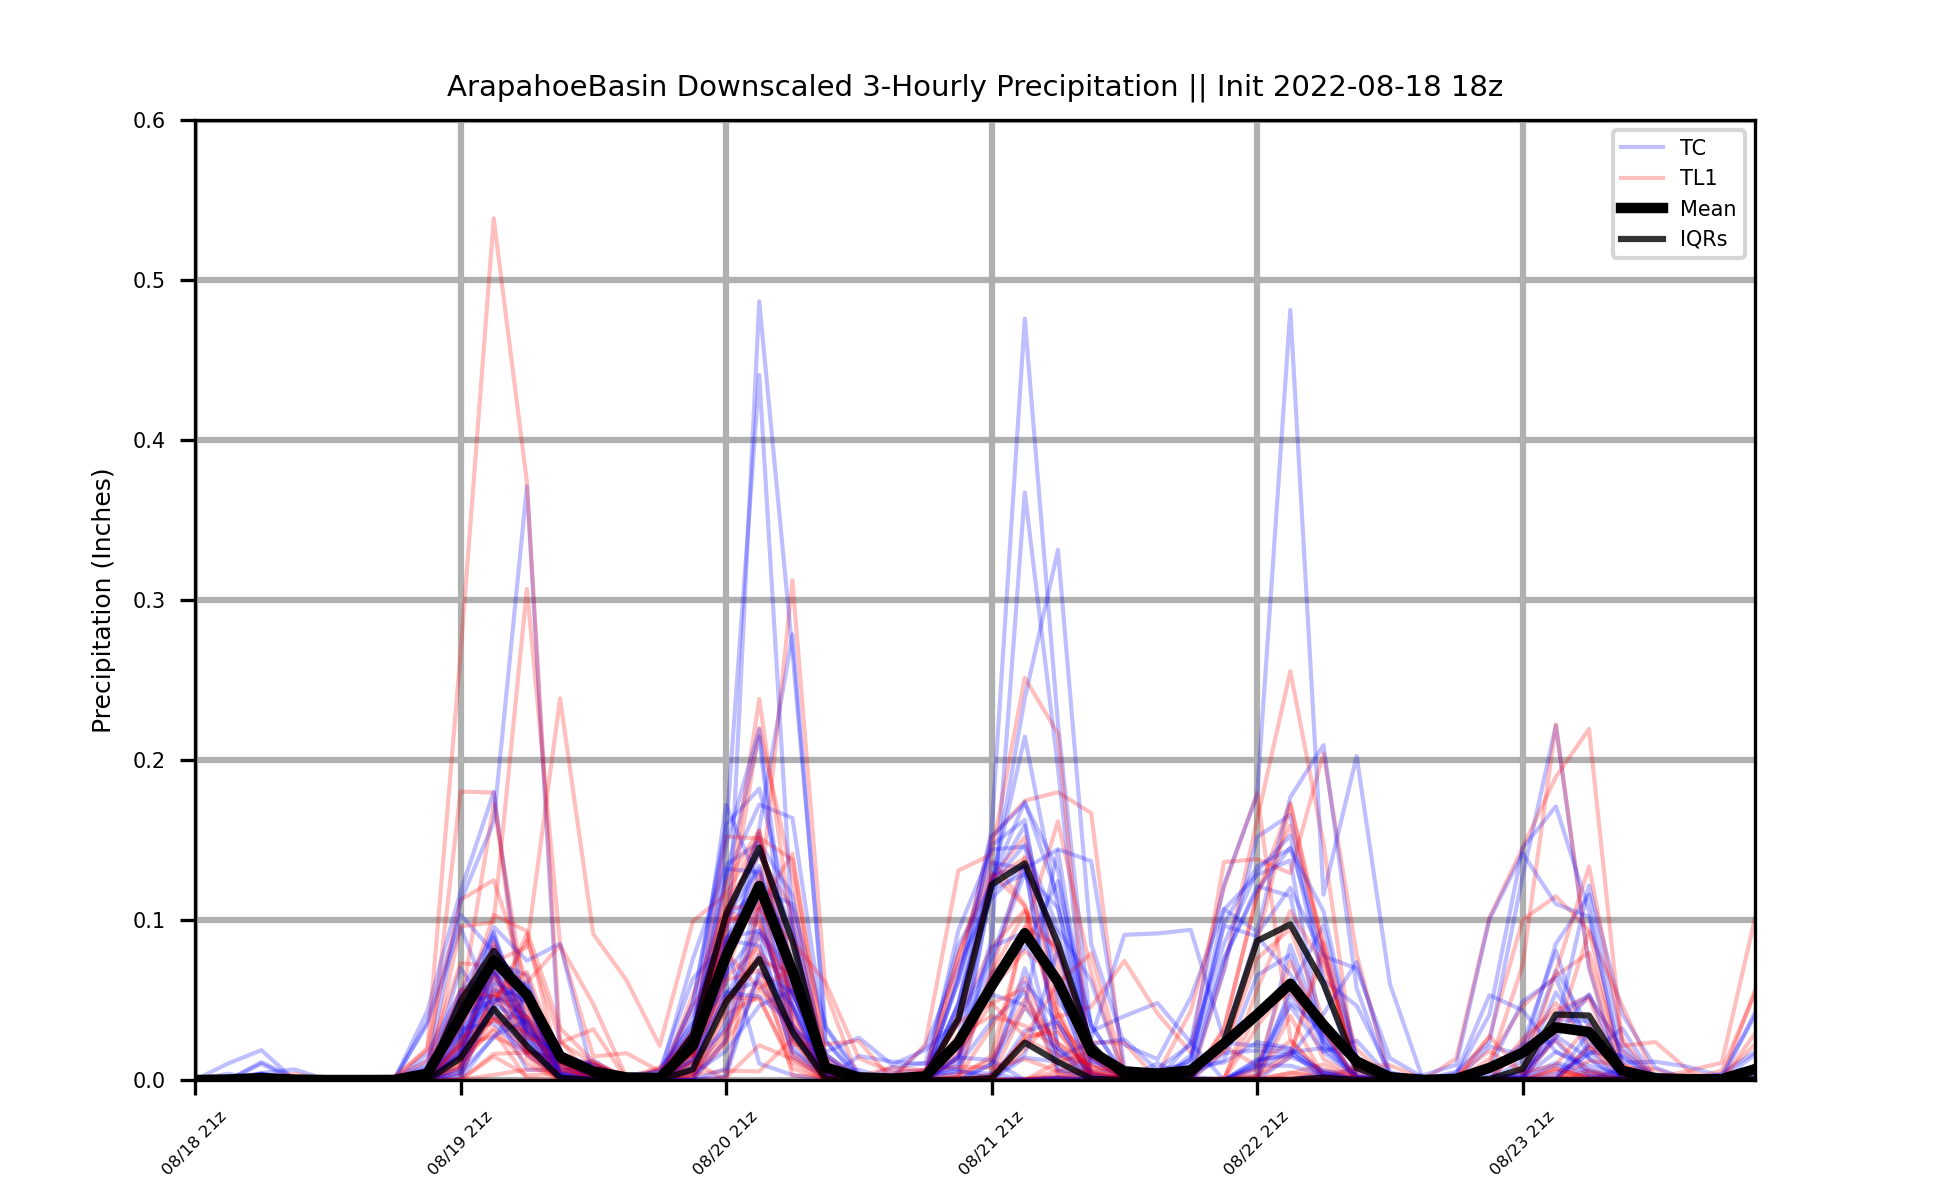 ArapahoeBasin Downscaled 3-Hourly Precipitation || Init 2022-08-18 18z
0.6
0.5
0.4
0.3
0.2
0.1
0.0
Precipitation (Inches)
TC
TL1
Mean
IQRs
08/18 21z
08/19 21z
08/20 21z
08/21 21z
08/22 21z
08/23 21z